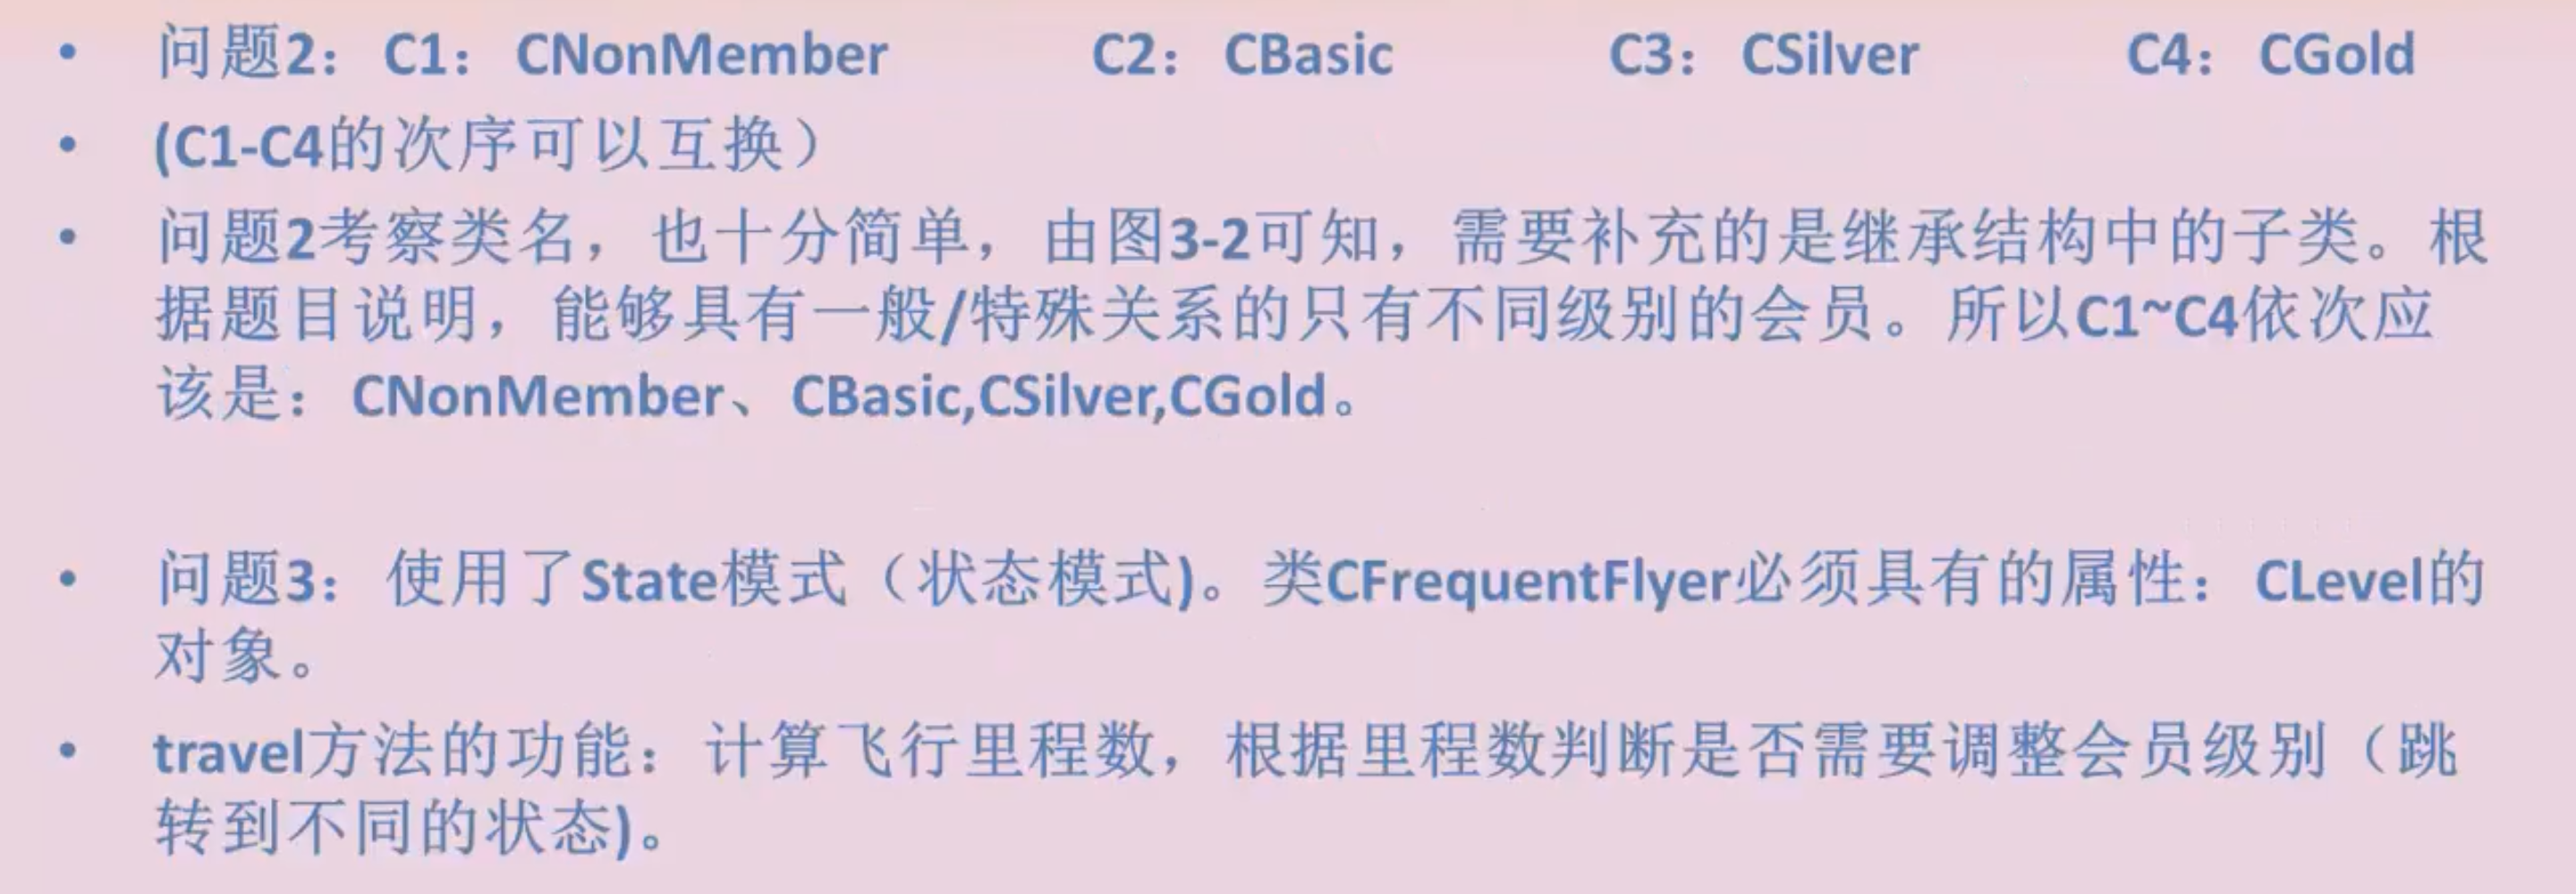 • 问题2：C1：CNonMember C2：CBasic C3：CSilver C4：CGold
• (C1-C4的次序可以互换）
• 问题2考察类名，也十分简单，由图3-2可知，需要补充的是继承结构中的子类。根
据题目说明，能够具有一般/特殊关系的只有不同级别的会员。所以C1~C4依次应
该是：CNonMember、CBasic,CSilver,CGold。
• 问题3：使用了State模式（状态模式)。类CFrequentFlyer必须具有的属性：CLevel的
对象。
• travel方法的功能：计算飞行里程数，根据里程数判断是否需要调整会员级别（跳
转到不同的状态)。